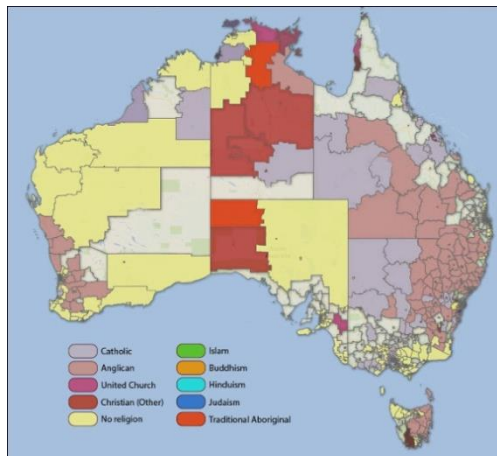 Catholic
Anglican
United Church
Christian (Other)
No religion
Islam
Buddhism
Hinduism
Judaism
Traditional Aboriginal